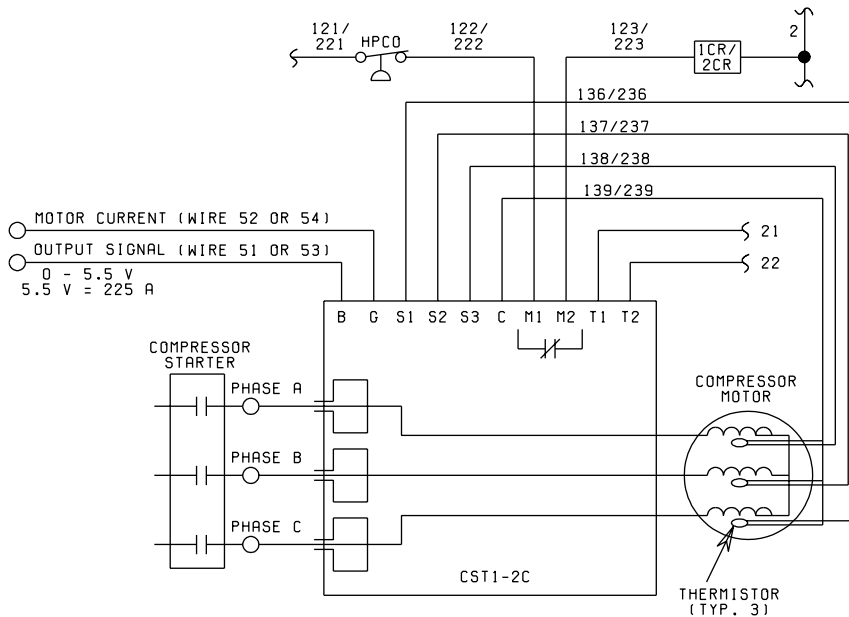 121/
221
HPCO
122/
222
123/
223
1CR/
2CR
2
136/236
137/237
138/238
139/239
MOTOR CURRENT (WIRE 52 OR 54)
OUTPUT SIGNAL (WIRE 51 OR 53)
0 - 5.5 V
5.5 V = 225 A
21
22
B G S1 S2 S3 C M1 M2 T1 T2
COMPRESSOR
STARTER
PHASE A
PHASE B
PHASE C
COMPRESSOR
MOTOR
CST1-2C
THERMISTOR
(TYP. 3)